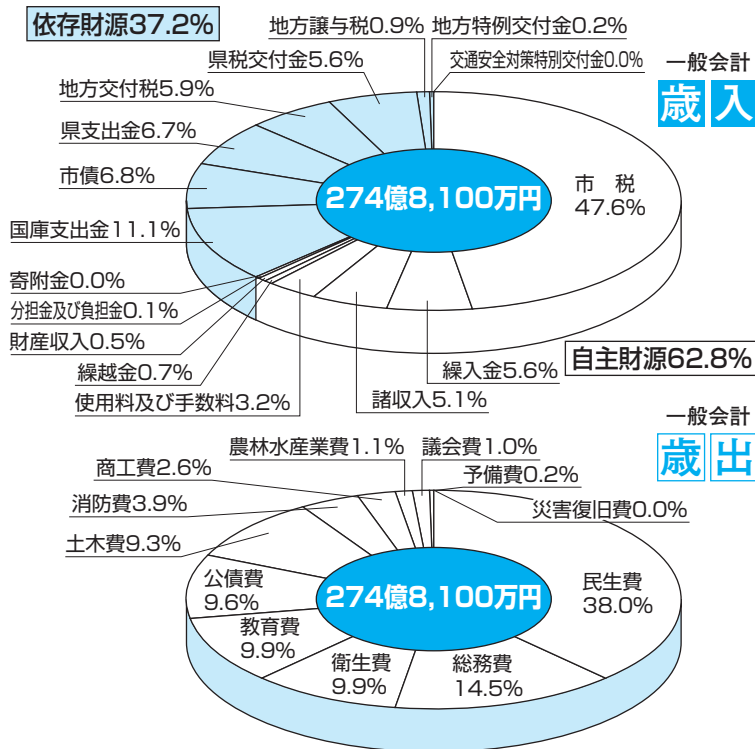 依存財源37.2%
地方譲与税0.9%
地方特例交付金0.2%
県税交付金5.6%
交通安全対策特別交付金0.0%
一般会計
歳入
地方交付税5.9%
県支出金6.7%
市債6.8%
国庫支出金11.1%
寄附金0.0%
分担金及び負担金0.1%
財産収入0.5%
繰越金0.7%
使用料及び手数料3.2%
諸収入5.1%
繰入金5.6%
市 税
47.6%
274億8,100万円
自主財源62.8%
一般会計
歳出
農林水産業費1.1%
議会費1.0%
商工費2.6%
予備費0.2%
消防費3.9%
災害復旧費0.0%
土木費9.3%
公債費
9.6%
教育費
9.9%
衛生費
9.9%
総務費
14.5%
民生費
38.0%
274億8,100万円